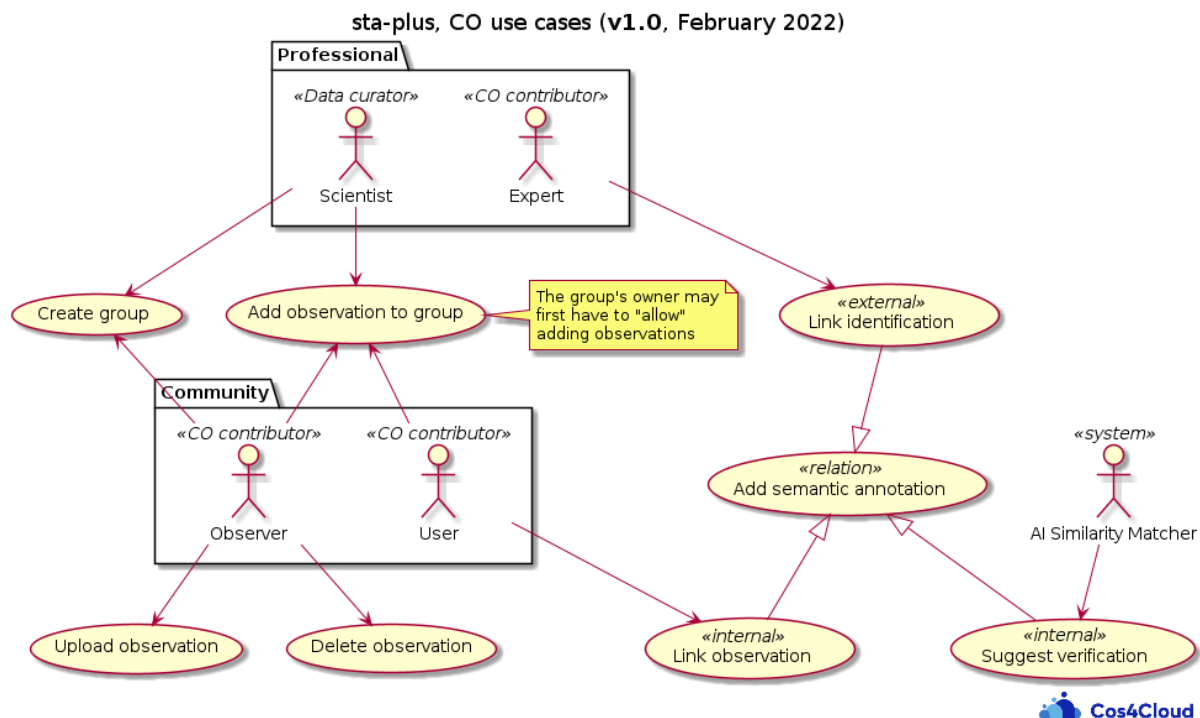 sta-plus, CO use cases (v1.0, February 2022)
Professional
«Data curator»
«CO contributor»
Scientist
Expert
Create group
Add observation to group
The group's owner may
first have to "allow"
adding observations
«external»
Link identification
Community
«CO contributor»
«CO contributor»
Observer
User
«relation»
Add semantic annotation
«system»
AI Similarity Matcher
Upload observation
Delete observation
«internal»
Link observation
«internal»
Suggest verification
Cos4Cloud